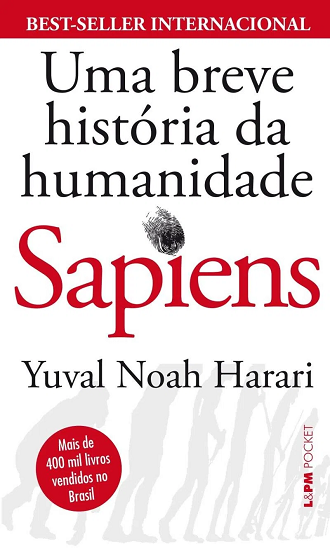 BEST-SELLER INTERNACIONAL
Uma breve
história da
humanidade
Sapiens
Yuval Noah Harari
Mais de
400 mil livros
vendidos no
Brasil
L&PM POCKET